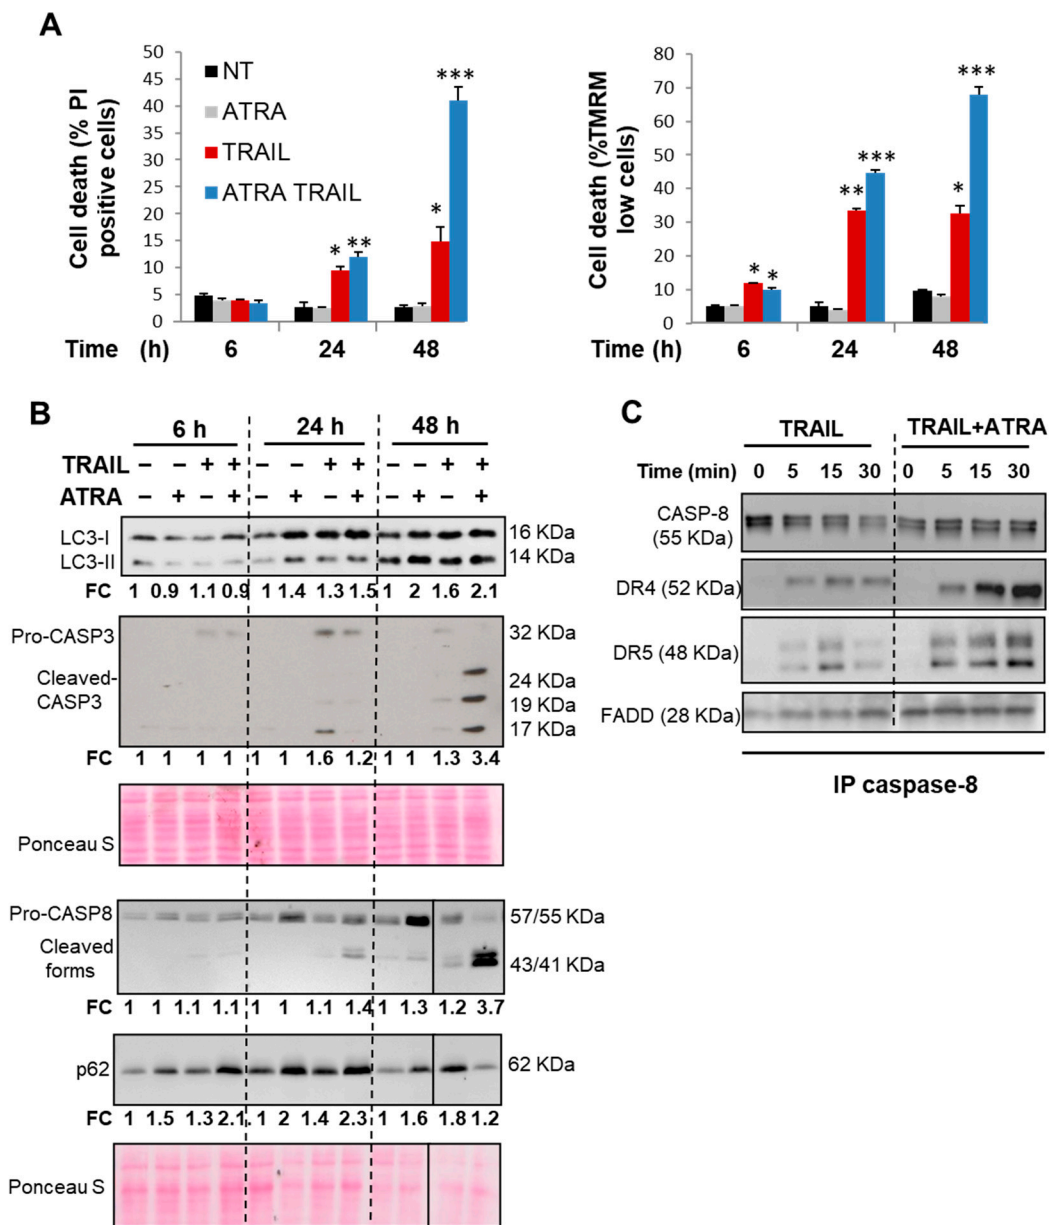 A
Cell death (% PI
positive cells)
50
45
40
35
30
25
20
15
10
5
0
NT
ATRA
TRAIL
ATRA TRAIL
* ** * ***
Time (h) 6 24 48
Cell death (%TMRM
low cells)
80
70
60
50
40
30
20
10
0
* * ** *** * ***
Time (h) 6 24 48
B
6 h 24 h 48 h
TRAIL – – + + – – + + – – + +
ATRA – + – + – + – + – + – +
LC3-I 16 KDa
LC3-II 14 KDa
FC 1 0.9 1.1 0.9 1 1.4 1.3 1.5 1 2 1.6 2.1
Pro-CASP3 32 KDa
Cleaved-
CASP3
24 KDa
19 KDa
17 KDa
FC 1 1 1 1 1 1 1.6 1.2 1 1 1.3 3.4
Ponceau S
Pro-CASP8 57/55 KDa
Cleaved
forms
43/41 KDa
FC 1 1 1.1 1.1 1 1 1.1 1.4 1 1.3 1.2 3.7
p62 62 KDa
FC 1 1.5 1.3 2.1. 1 2 1.4 2.3 1 1.6 1.8 1.2
Ponceau S
C
TRAIL TRAIL+ATRA
Time (min) 0 5 15 30 0 5 15 30
CASP-8
(55 KDa)
DR4 (52 KDa)
DR5 (48 KDa)
FADD (28 KDa)
IP caspase-8